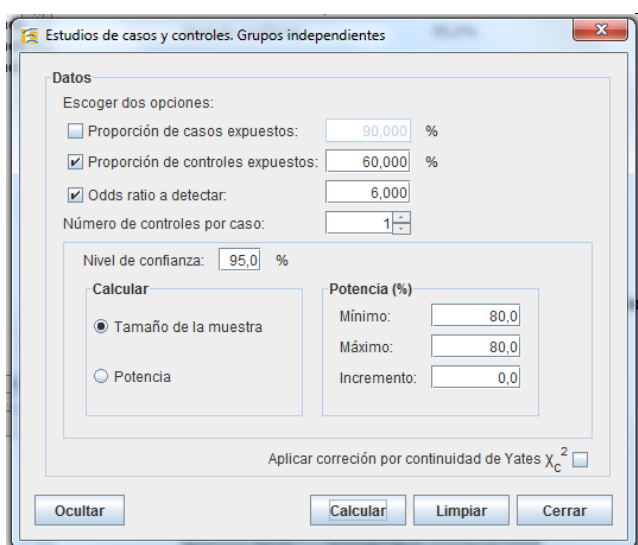 Estudios de casos y controles. Grupos independientes
Datos
Escoger dos opciones:
Proporción de casos expuestos: 90,000 %
Proporción de controles expuestos: 60,000 %
Odds ratio a detectar: 6,000
Número de controles por caso: 1
Nivel de confianza: 95,0 %
Calcular
Tamaño de la muestra
Potencia
Potencia (%)
Mínimo: 80,0
Máximo: 80,0
Incremento: 0,0
Aplicar correción por continuidad de Yates χc²
Ocultar Calcular Limpiar Cerrar